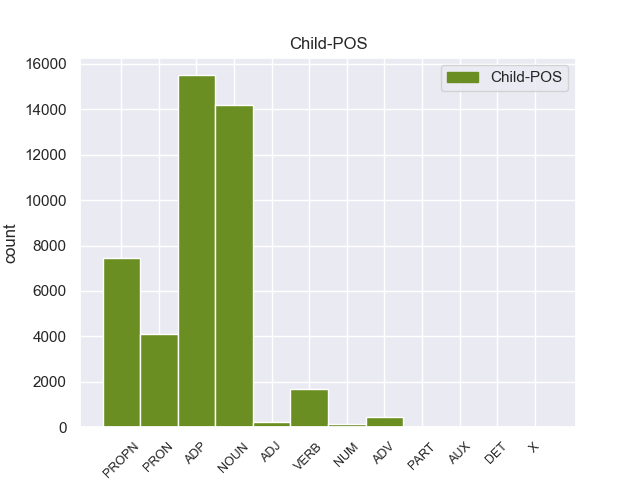 Child-POS
Child-POS
count
16000
14000
12000
10000
8000
6000
4000
2000
0
PROPN PRON ADP NOUN ADJ VERB NUM ADV PART AUX DET X